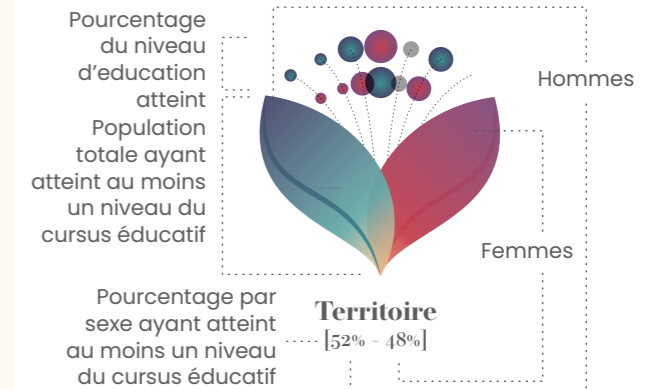 Pourcentage
du niveau
d’education
atteint
Population
totale ayant
atteint au moins
un niveau du
cursus éducatif
Hommes
Femmes
Pourcentage par
sexe ayant atteint
au moins un niveau
du cursus éducatif
Territoire
[52% - 48%]